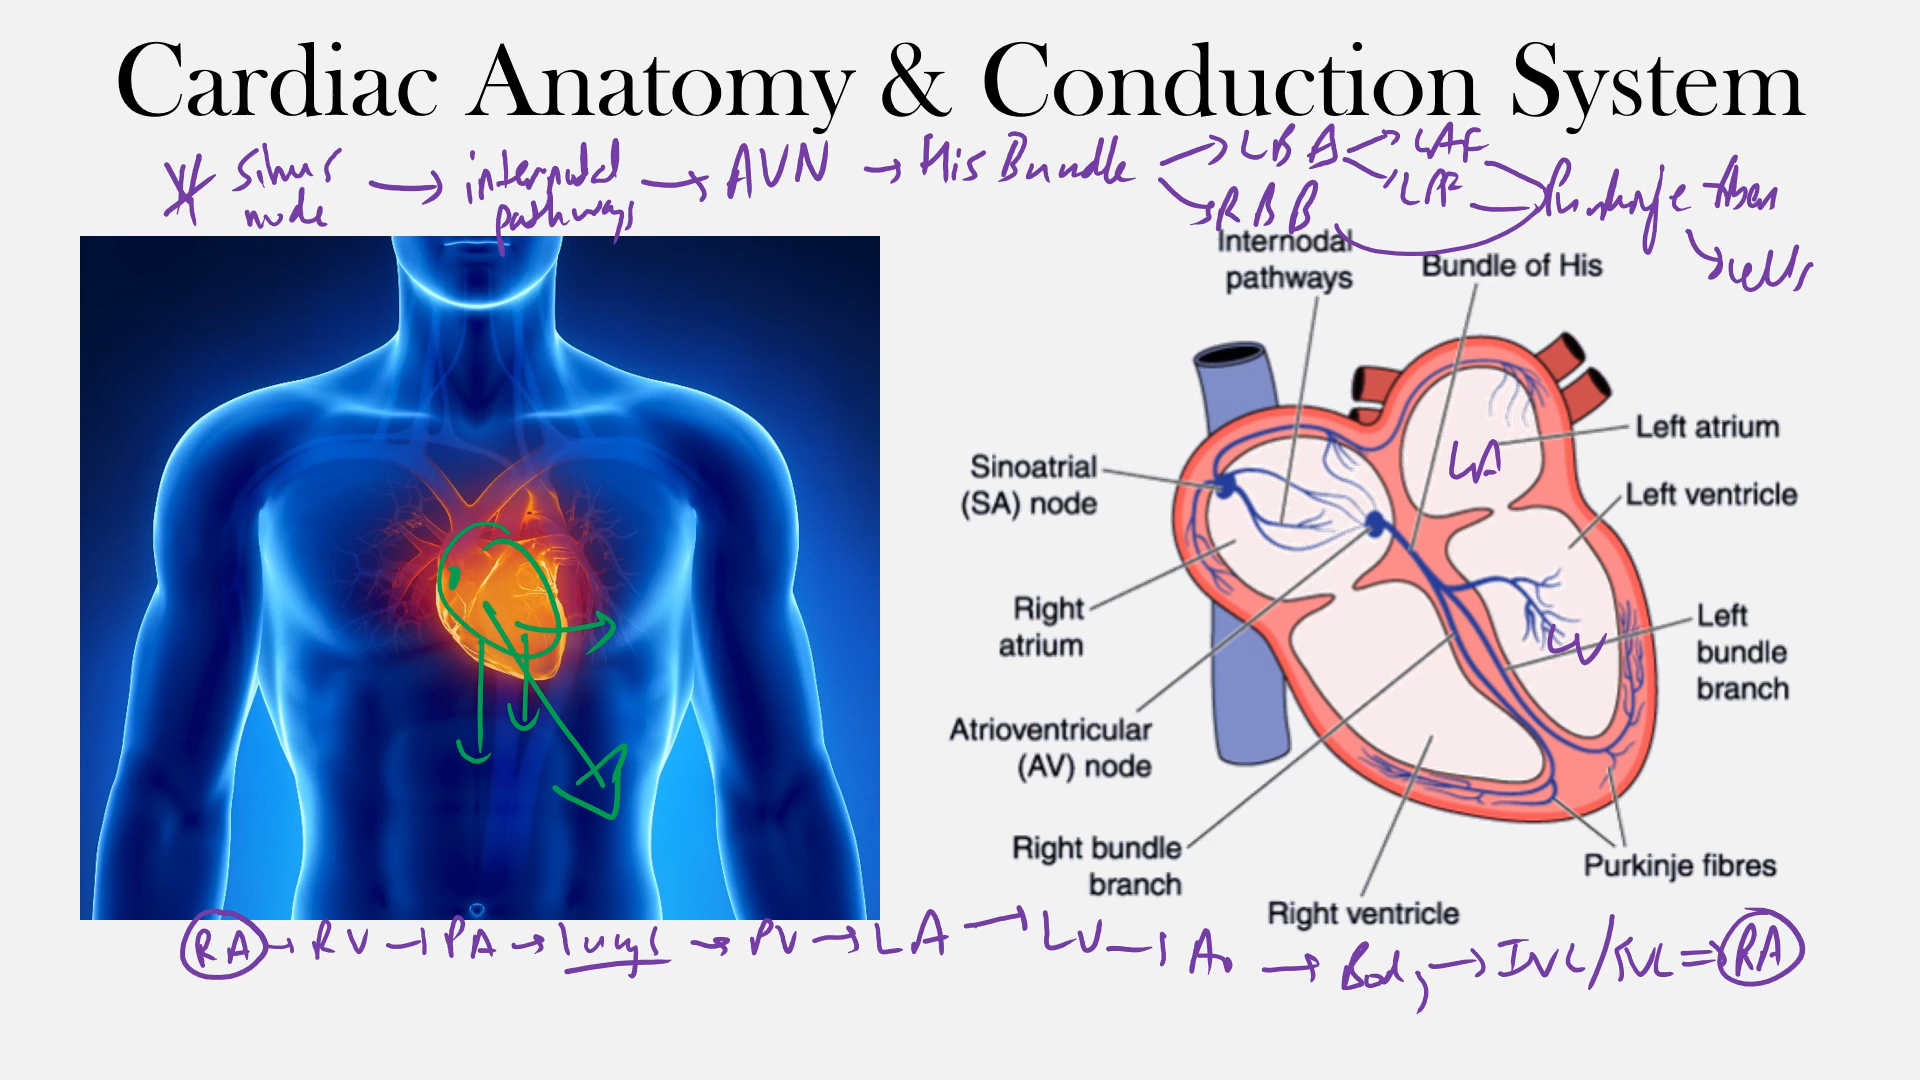 Cardiac Anatomy & Conduction System
* Sinus node → internodal pathways → AVN → His Bundle → LBB → LAF
LPF
RBB
Purkinje fibers → cells
Internodal pathways
Bundle of His
Left atrium
LA
Sinoatrial (SA) node
Left ventricle
Right atrium
Left bundle branch
LV
Atrioventricular (AV) node
Right bundle branch
Purkinje fibres
Right ventricle
RA → RV → PA → lungs → PV → LA → LV → Ao → Body → IVC/SVC ⇒ RA